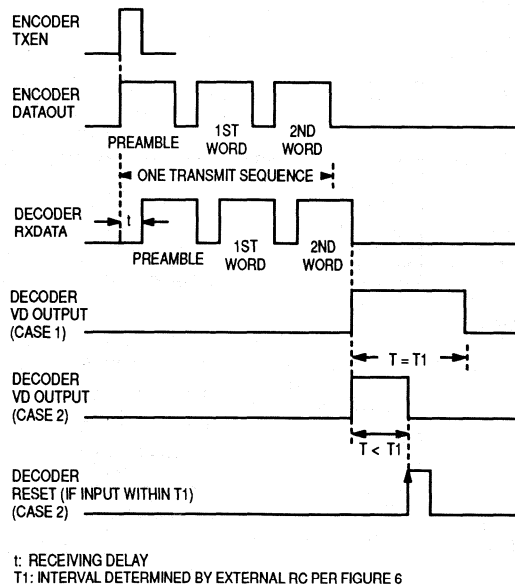 ENCODER
TXEN
ENCODER
DATAOUT
PREAMBLE
1ST
WORD
2ND
WORD
ONE TRANSMIT SEQUENCE
DECODER
RXDATA
t
PREAMBLE
1ST
WORD
2ND
WORD
DECODER
VD OUTPUT
(CASE 1)
T = T1
DECODER
VD OUTPUT
(CASE 2)
T < T1
DECODER
RESET (IF INPUT WITHIN T1)
(CASE 2)
t: RECEIVING DELAY
T1: INTERVAL DETERMINED BY EXTERNAL RC PER FIGURE 6